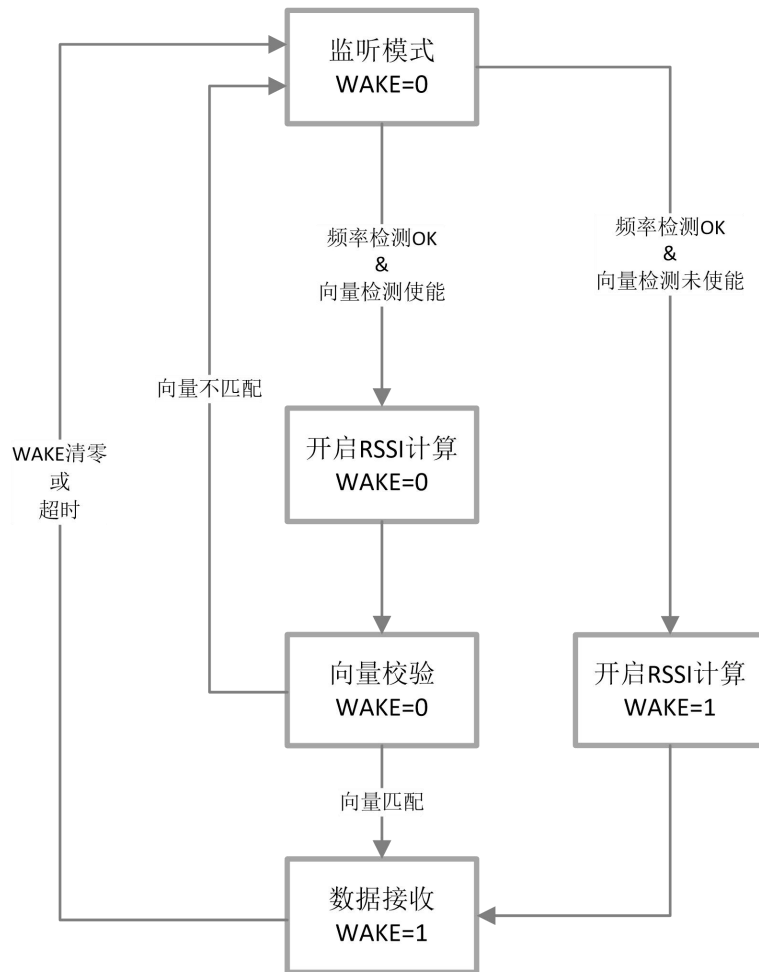 监听模式
WAKE=0
频率检测OK
&
向量检测使能
频率检测OK
&
向量检测未使能
向量不匹配
WAKE清零
或
超时
开启RSSI计算
WAKE=0
向量校验
WAKE=0
开启RSSI计算
WAKE=1
向量匹配
数据接收
WAKE=1